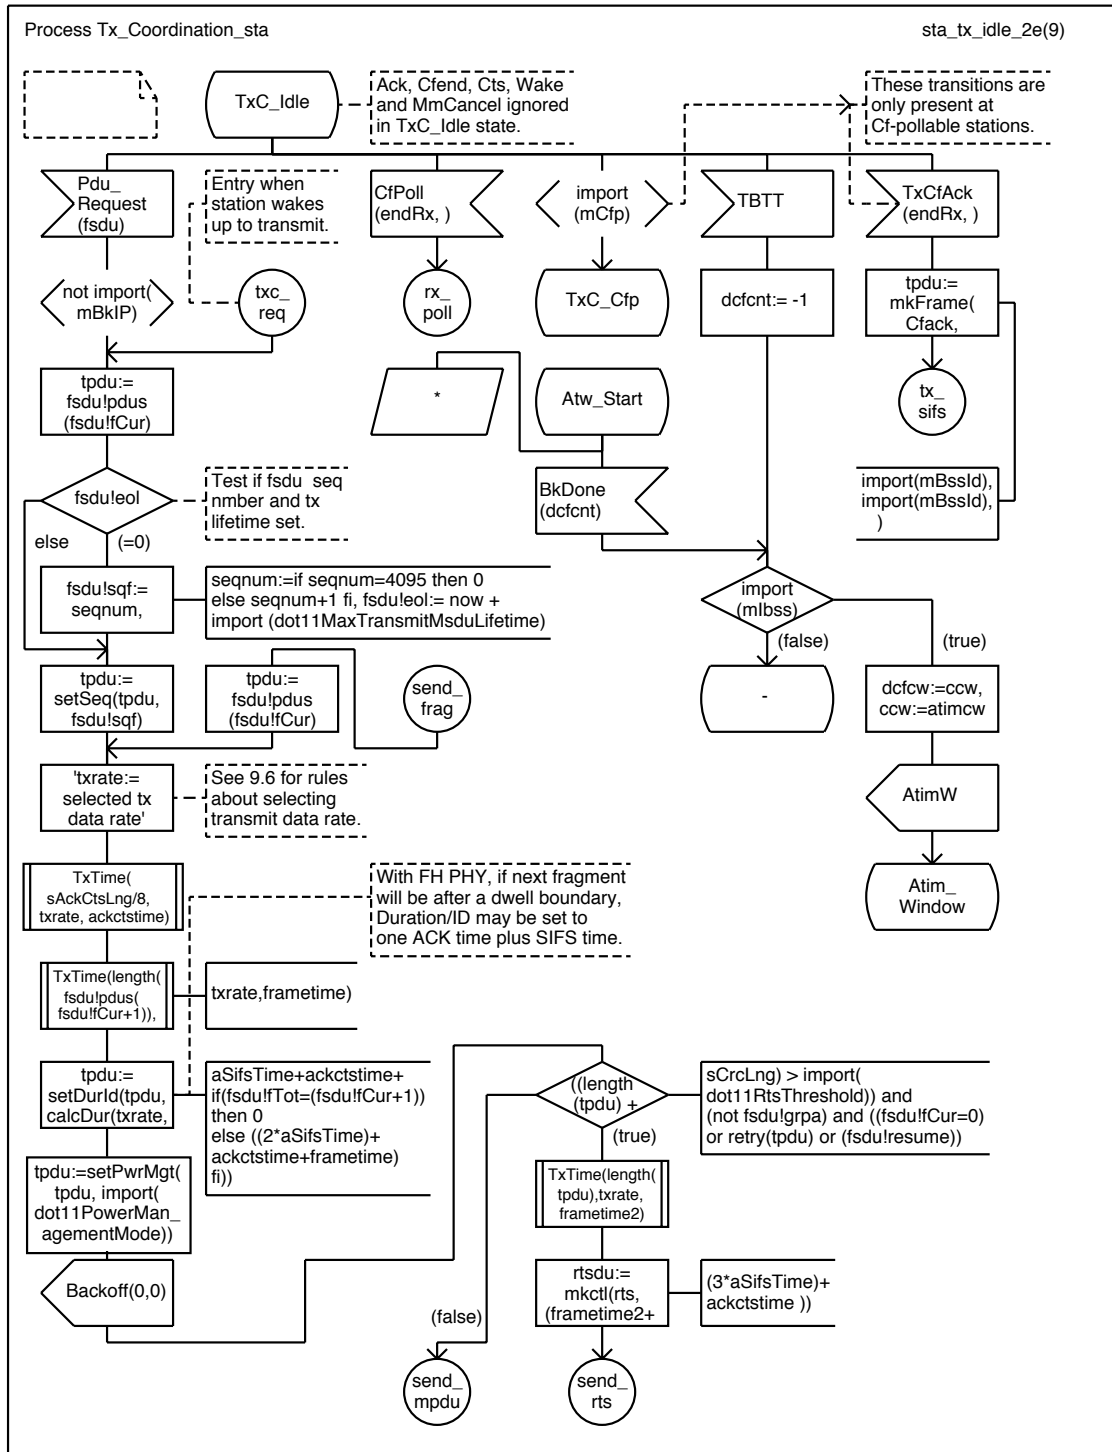 Process Tx_Coordination_sta
sta_tx_idle_2e(9)
TxC_Idle
Ack, Cfend, Cts, Wake
and MmCancel ignored
in TxC_Idle state.
These transitions are
only present at
Cf-pollable stations.
Pdu_
Request
(fsdu)
Entry when
station wakes
up to transmit.
CfPoll
(endRx, )
import
(mCfp)
TBTT
TxCfAck
(endRx, )
not import(
mBkIP)
txc_
req
rx_
poll
TxC_Cfp
dcfcnt:= -1
tpdu:=
mkFrame(
Cfack,
tpdu:=
fsdu!pdus
(fsdu!fCur)
*
Atw_Start
tx_
sifs
fsdu!eol
Test if fsdu seq
nmber and tx
lifetime set.
BkDone
(dcfcnt)
import(mBssId),
import(mBssId),
)
else
(=0)
fsdu!sqf:=
seqnum,
seqnum:=if seqnum=4095 then 0
else seqnum+1 fi, fsdu!eol:= now +
import (dot11MaxTransmitMsduLifetime)
import
(mIbss)
(false)
(true)
tpdu:=
setSeq(tpdu,
fsdu!sqf)
tpdu:=
fsdu!pdus
(fsdu!fCur)
send_
frag
-
dcfcw:=ccw,
ccw:=atimcw
'txrate:=
selected tx
data rate'
See 9.6 for rules
about selecting
transmit data rate.
AtimW
TxTime(
sAckCtsLng/8,
txrate, ackctstime)
With FH PHY, if next fragment
will be after a dwell boundary,
Duration/ID may be set to
one ACK time plus SIFS time.
Atim_
Window
TxTime(length(
fsdu!pdus(
fsdu!fCur+1)),
txrate,frametime)
tpdu:=
setDurId(tpdu,
calcDur(txrate,
aSifsTime+ackctstime+
if(fsdu!fTot=(fsdu!fCur+1))
then 0
else ((2*aSifsTime)+
ackctstime+frametime)
fi))
((length
(tpdu) +
sCrcLng) > import(
dot11RtsThreshold)) and
(not fsdu!grpa) and ((fsdu!fCur=0)
or retry(tpdu) or (fsdu!resume))
(true)
tpdu:=setPwrMgt(
tpdu, import(
dot11PowerMan_
agementMode))
TxTime(length(
tpdu),txrate,
frametime2)
Backoff(0,0)
(false)
rtsdu:=
mkctl(rts,
(frametime2+
(3*aSifsTime)+
ackctstime ))
send_
mpdu
send_
rts